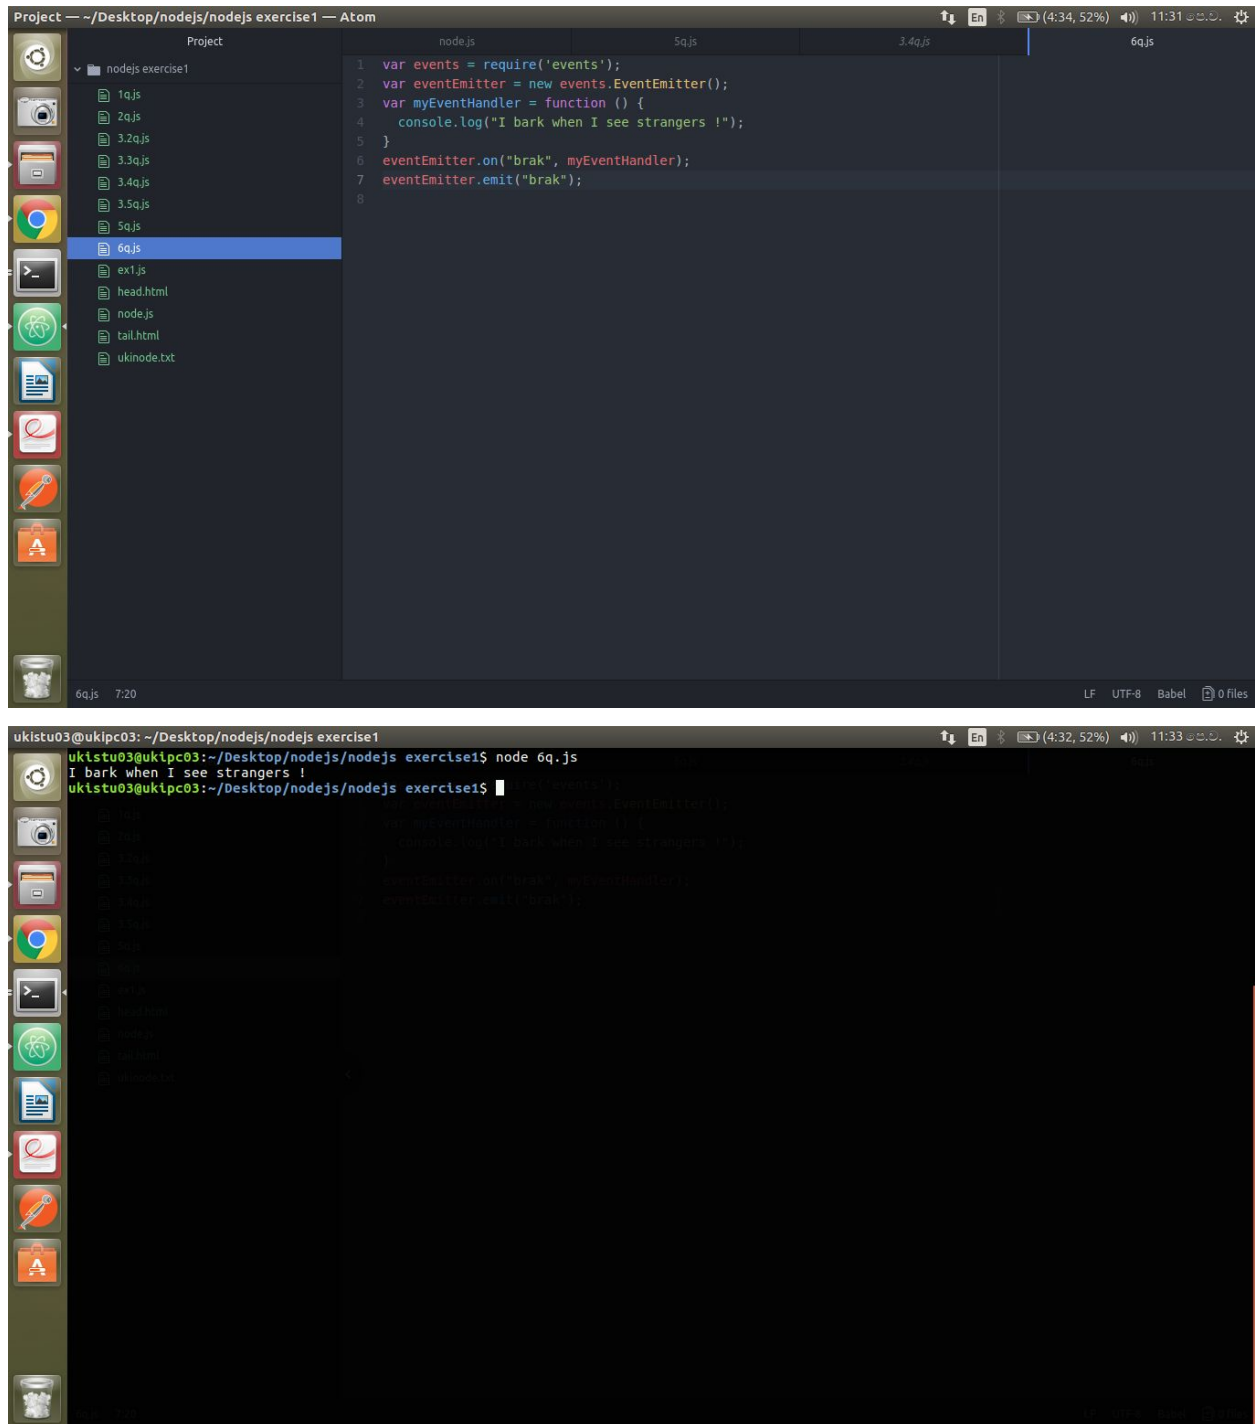 Project — ~/Desktop/nodejs/nodejs exercise1 — Atom
En (4:34, 52%) 11:31 පෙ.ව.
Project
node.js 5q.js 3.4q.js 6q.js
nodejs exercise1
1q.js
2q.js
3.2q.js
3.3q.js
3.4q.js
3.5q.js
5q.js
6q.js
ex1.js
head.html
node.js
tail.html
ukinode.txt
1 var events = require('events');
2 var eventEmitter = new events.EventEmitter();
3 var myEventHandler = function () {
4 console.log("I bark when I see strangers !");
5 }
6 eventEmitter.on("brak", myEventHandler);
7 eventEmitter.emit("brak");
8
6q.js 7:20
LF UTF-8 Babel 0 files
ukistu03@ukipc03: ~/Desktop/nodejs/nodejs exercise1
En (4:32, 52%) 11:33 පෙ.ව.
ukistu03@ukipc03:~/Desktop/nodejs/nodejs exercise1$ node 6q.js
I bark when I see strangers !
ukistu03@ukipc03:~/Desktop/nodejs/nodejs exercise1$